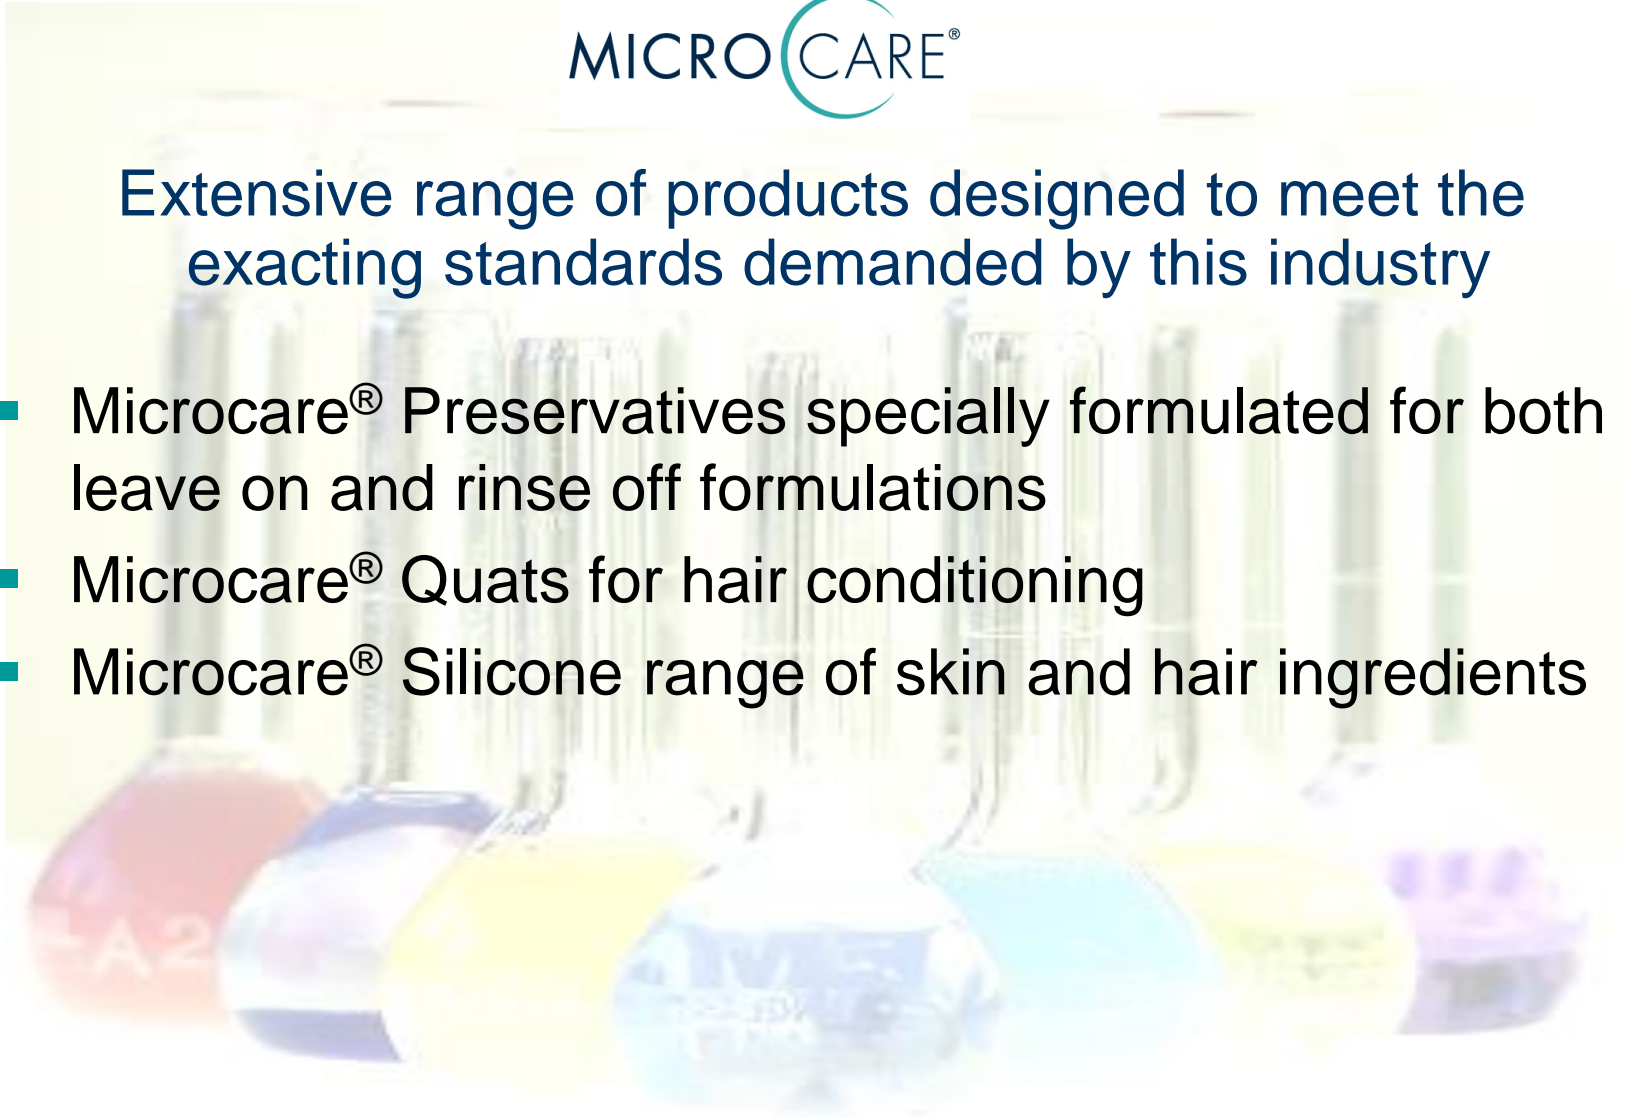 MICROCARE®
Extensive range of products designed to meet the
exacting standards demanded by this industry
Microcare® Preservatives specially formulated for both
leave on and rinse off formulations
Microcare® Quats for hair conditioning
Microcare® Silicone range of skin and hair ingredients
A2